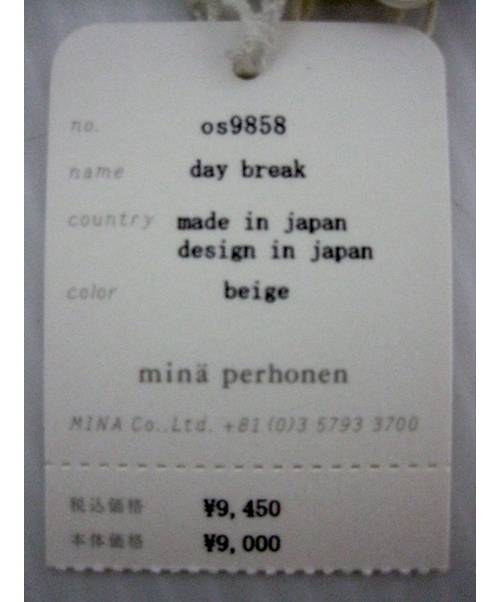 no. os9858
name day break
country made in japan
design in japan
color beige
minä perhonen
MINA Co.,Ltd. +81(0)3 5793 3700
税込価格 ¥9,450
本体価格 ¥9,000